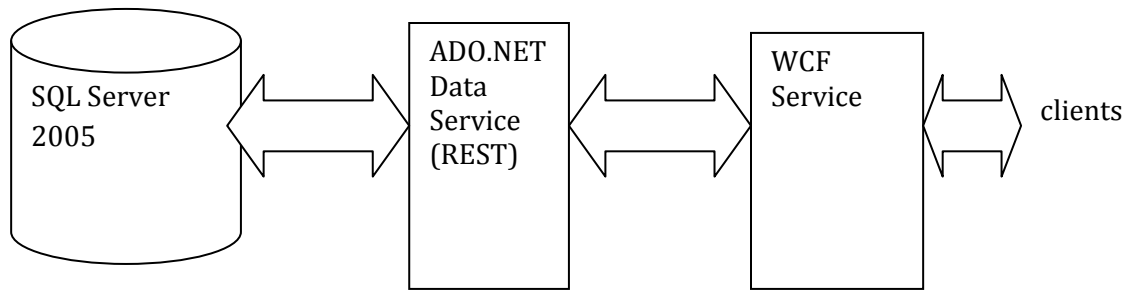 SQL Server
2005
ADO.NET
Data
Service
(REST)
WCF
Service
clients